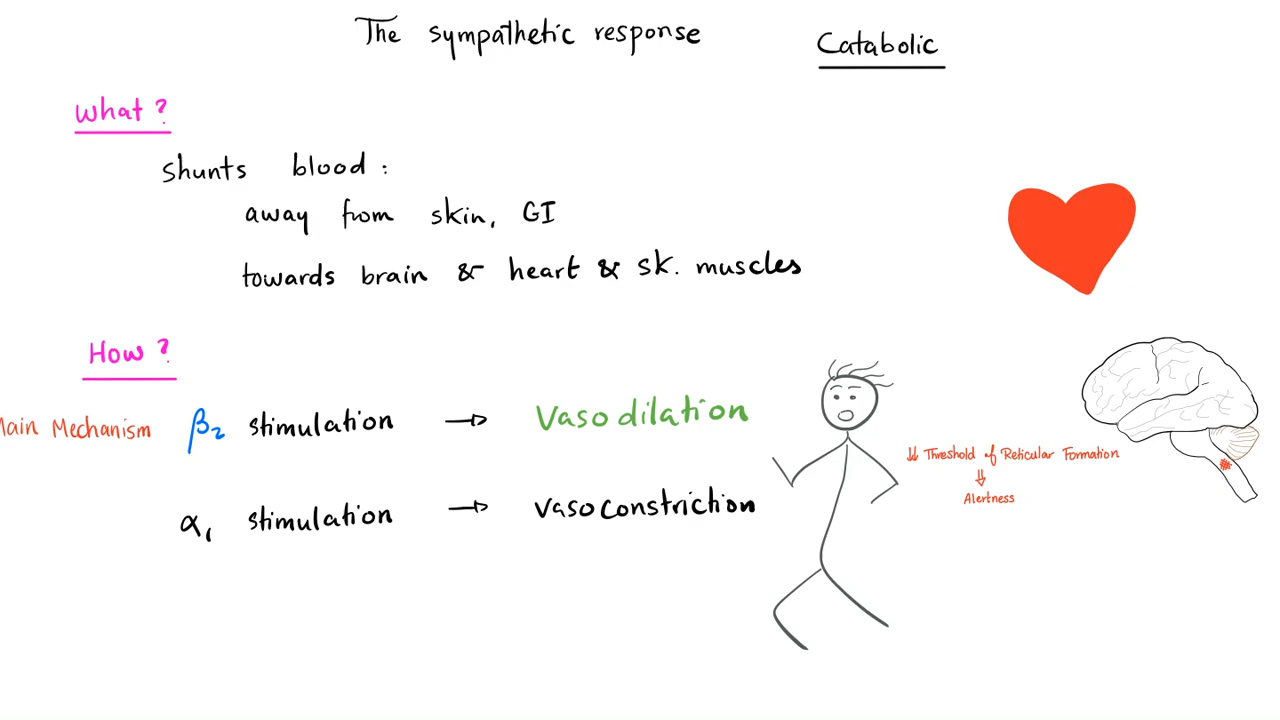 The sympathetic response
Catabolic
What?
shunts blood:
away from skin, GI
towards brain & heart & sk. muscles
How?
Main Mechanism
β₂ stimulation → Vasodilation
↓↓ Threshold of Reticular Formation
⇓
Alertness
α₁ stimulation → vasoconstriction